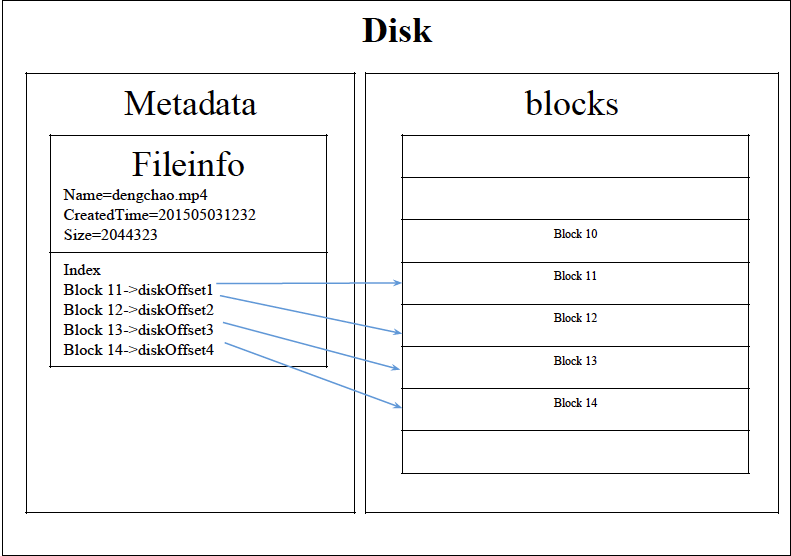 Disk
Metadata
Fileinfo
Name=dengchao.mp4
CreatedTime=201505031232
Size=2044323
Index
Block 11->diskOffset1
Block 12->diskOffset2
Block 13->diskOffset3
Block 14->diskOffset4
blocks
Block 10
Block 11
Block 12
Block 13
Block 14